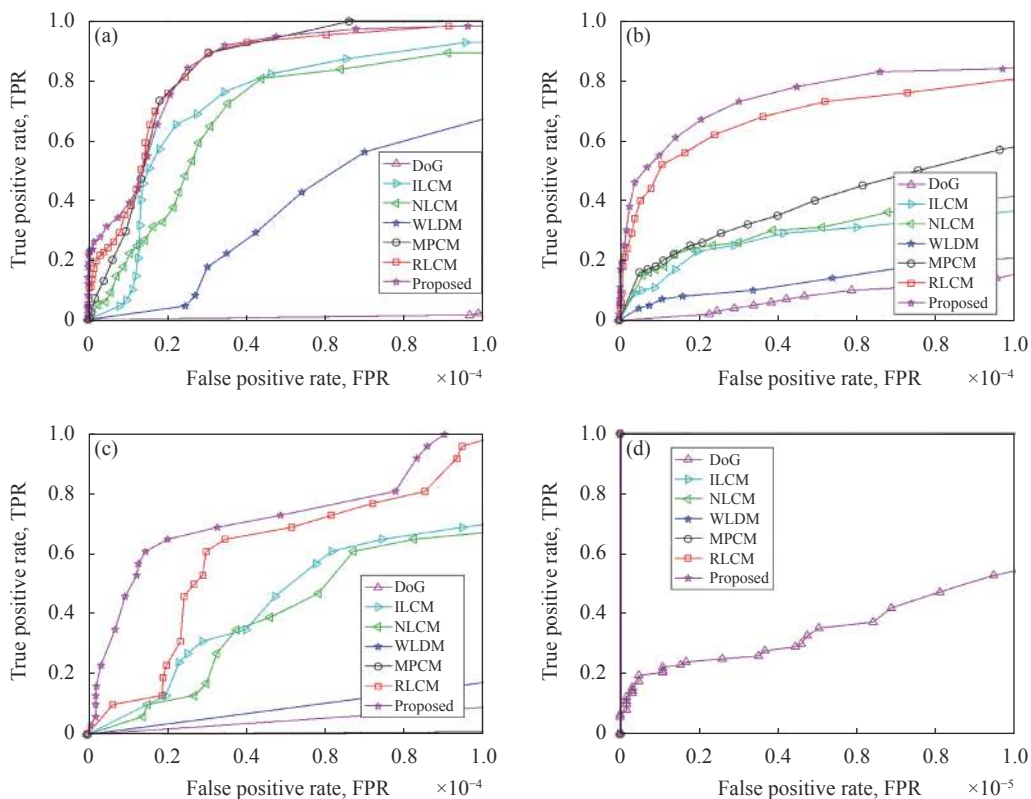 (a)
True positive rate, TPR
1.0
0.8
0.6
0.4
0.2
0
DoG
ILCM
NLCM
WLDM
MPCM
RLCM
Proposed
0 0.2 0.4 0.6 0.8 1.0
False positive rate, FPR ×10⁻⁴
(b)
True positive rate, TPR
1.0
0.8
0.6
0.4
0.2
0
DoG
ILCM
NLCM
WLDM
MPCM
RLCM
Proposed
0 0.2 0.4 0.6 0.8 1.0
False positive rate, FPR ×10⁻⁴
(c)
True positive rate, TPR
1.0
0.8
0.6
0.4
0.2
0
DoG
ILCM
NLCM
WLDM
MPCM
RLCM
Proposed
0 0.2 0.4 0.6 0.8 1.0
False positive rate, FPR ×10⁻⁴
(d)
True positive rate, TPR
1.0
0.8
0.6
0.4
0.2
0
DoG
ILCM
NLCM
WLDM
MPCM
RLCM
Proposed
0 0.2 0.4 0.6 0.8 1.0
False positive rate, FPR ×10⁻⁵